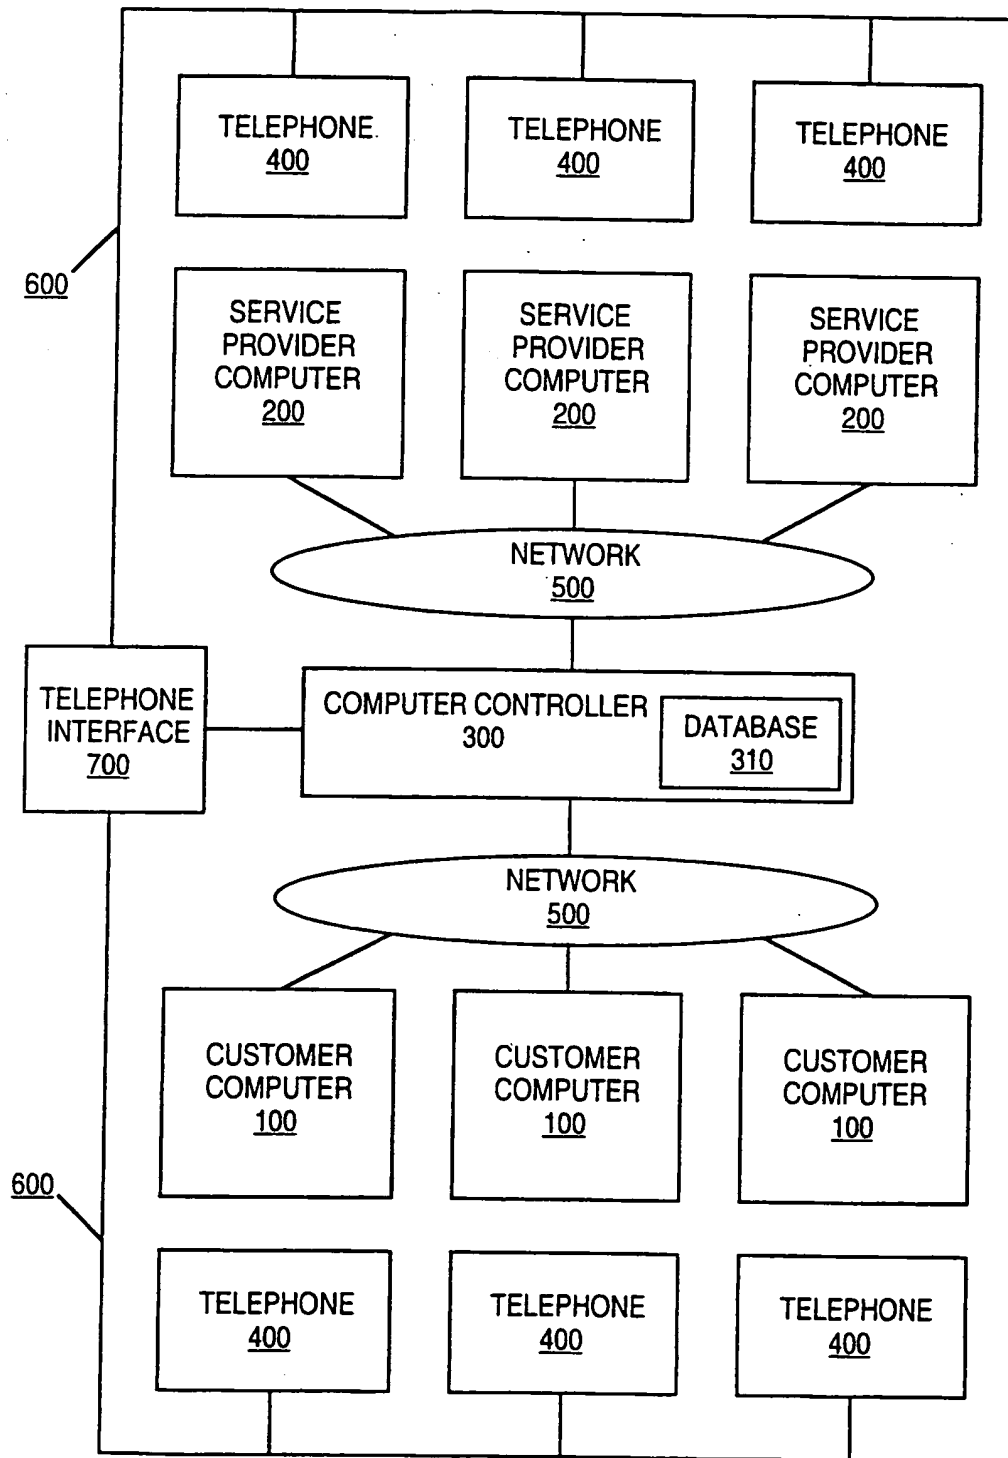 TELEPHONE
400
TELEPHONE
400
TELEPHONE
400
600
SERVICE
PROVIDER
COMPUTER
200
SERVICE
PROVIDER
COMPUTER
200
SERVICE
PROVIDER
COMPUTER
200
NETWORK
500
TELEPHONE
INTERFACE
700
COMPUTER CONTROLLER
300
DATABASE
310
NETWORK
500
CUSTOMER
COMPUTER
100
CUSTOMER
COMPUTER
100
CUSTOMER
COMPUTER
100
600
TELEPHONE
400
TELEPHONE
400
TELEPHONE
400